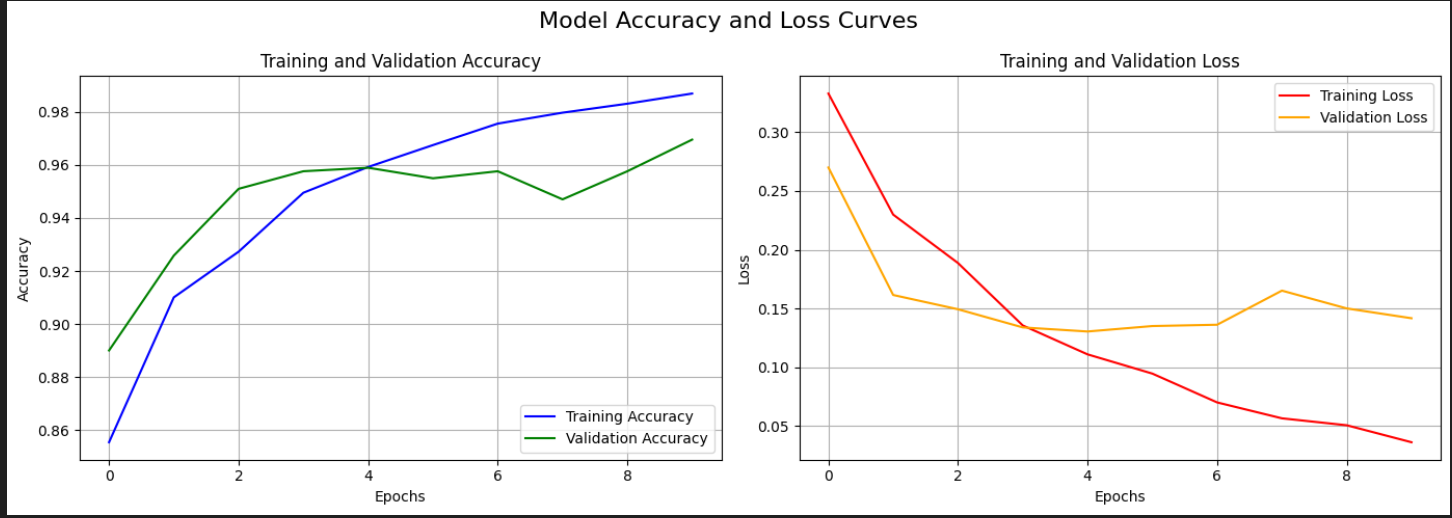 Model Accuracy and Loss Curves
Training and Validation Accuracy
0.98
0.96
0.94
0.92
0.90
0.88
0.86
Accuracy
Training Accuracy
Validation Accuracy
0 2 4 6 8
Epochs
Training and Validation Loss
0.30
0.25
0.20
0.15
0.10
0.05
Loss
Training Loss
Validation Loss
0 2 4 6 8
Epochs